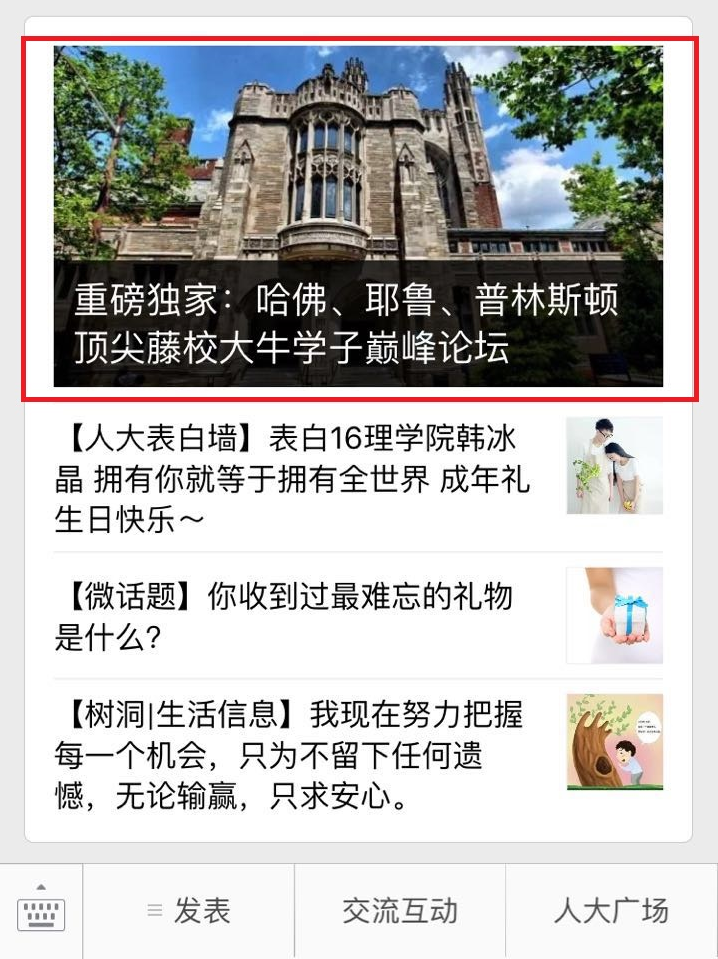 重磅独家：哈佛、耶鲁、普林斯顿
顶尖藤校大牛学子巅峰论坛
【人大表白墙】表白16理学院韩冰
晶 拥有你就等于拥有全世界 成年礼
生日快乐～
【微话题】你收到过最难忘的礼物
是什么?
【树洞|生活信息】我现在努力把握
每一个机会，只为不留下任何遗
憾，无论输赢，只求安心。
发表
交流互动
人大广场